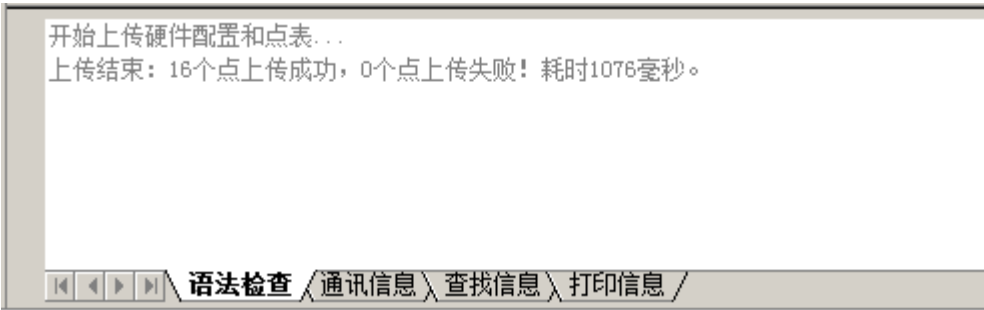 开始上传硬件配置和点表...
上传结束：16个点上传成功，0个点上传失败！耗时1076毫秒。
语法检查 通讯信息 查找信息 打印信息